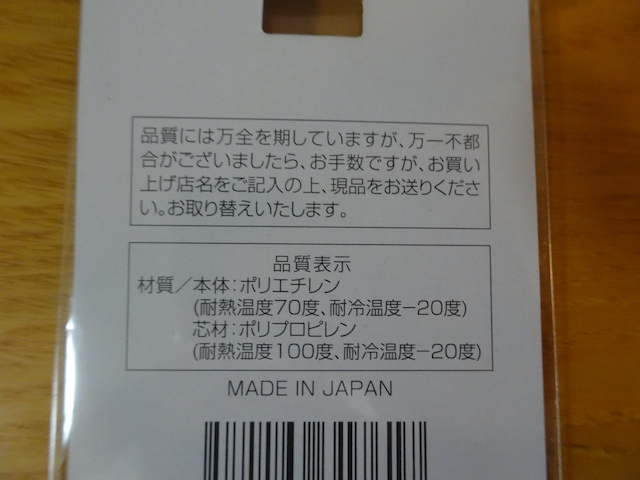 品質には万全を期していますが、万一不都
合がございましたら、お手数ですが、お買い
上げ店名をご記入の上、現品をお送りくださ
い。お取り替えいたします。
品質表示
材質／本体：ポリエチレン
(耐熱温度70度、耐冷温度－20度)
芯材：ポリプロピレン
(耐熱温度100度、耐冷温度－20度)
MADE IN JAPAN